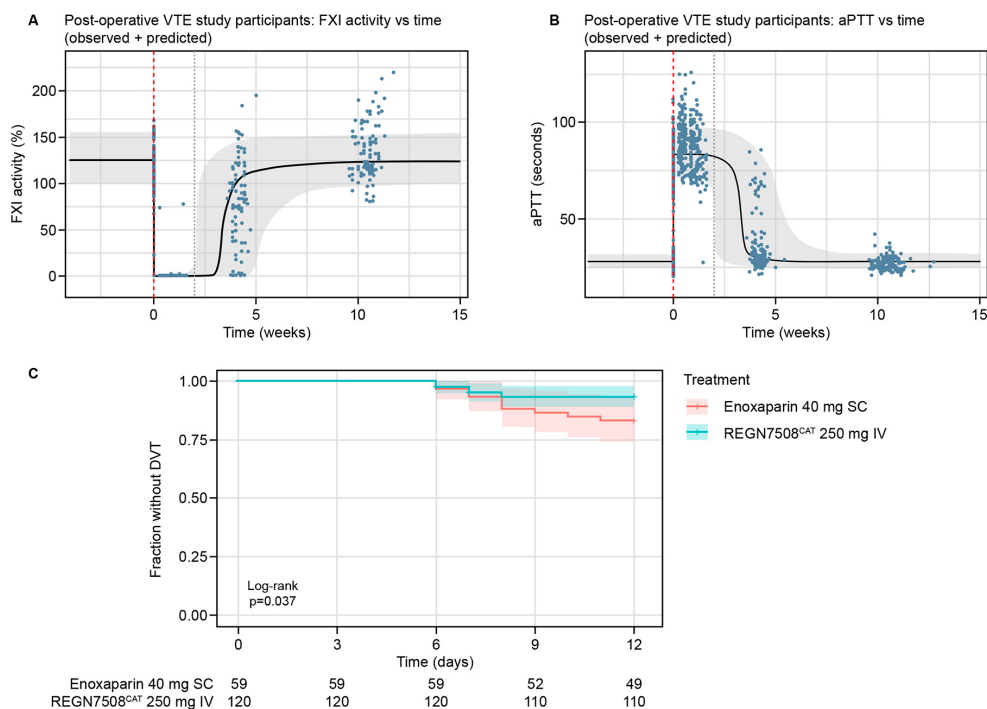 A Post-operative VTE study participants: FXI activity vs time
(observed + predicted)
FXI activity (%)
200
150
100
50
0
0 5 10 15
Time (weeks)
B Post-operative VTE study participants: aPTT vs time
(observed + predicted)
aPTT (seconds)
100
50
0 5 10 15
Time (weeks)
C
Fraction without DVT
1.00
0.75
0.50
0.25
0.00
Log-rank
p=0.037
0 3 6 9 12
Time (days)
Treatment
Enoxaparin 40 mg SC
REGN7508CAT 250 mg IV
Enoxaparin 40 mg SC 59 59 59 52 49
REGN7508CAT 250 mg IV 120 120 120 110 110